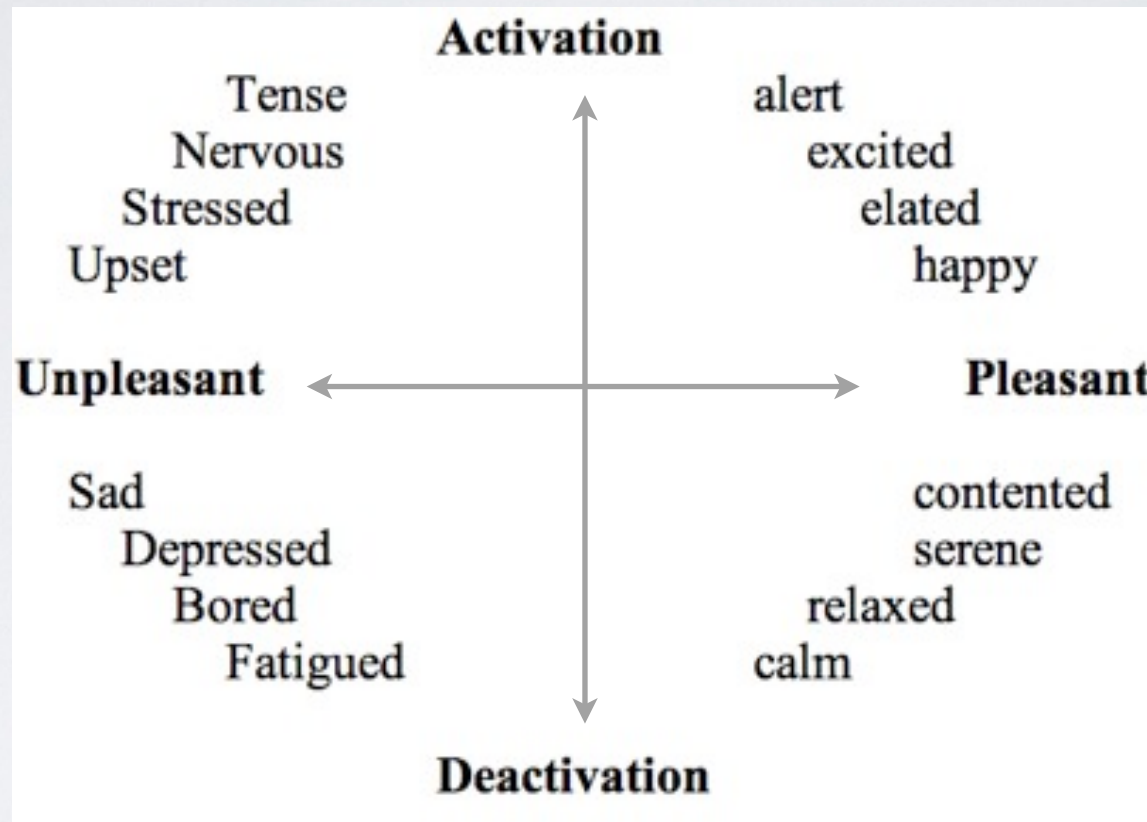 Activation
Tense alert
Nervous excited
Stressed elated
Upset happy
Unpleasant Pleasant
Sad contented
Depressed serene
Bored relaxed
Fatigued calm
Deactivation